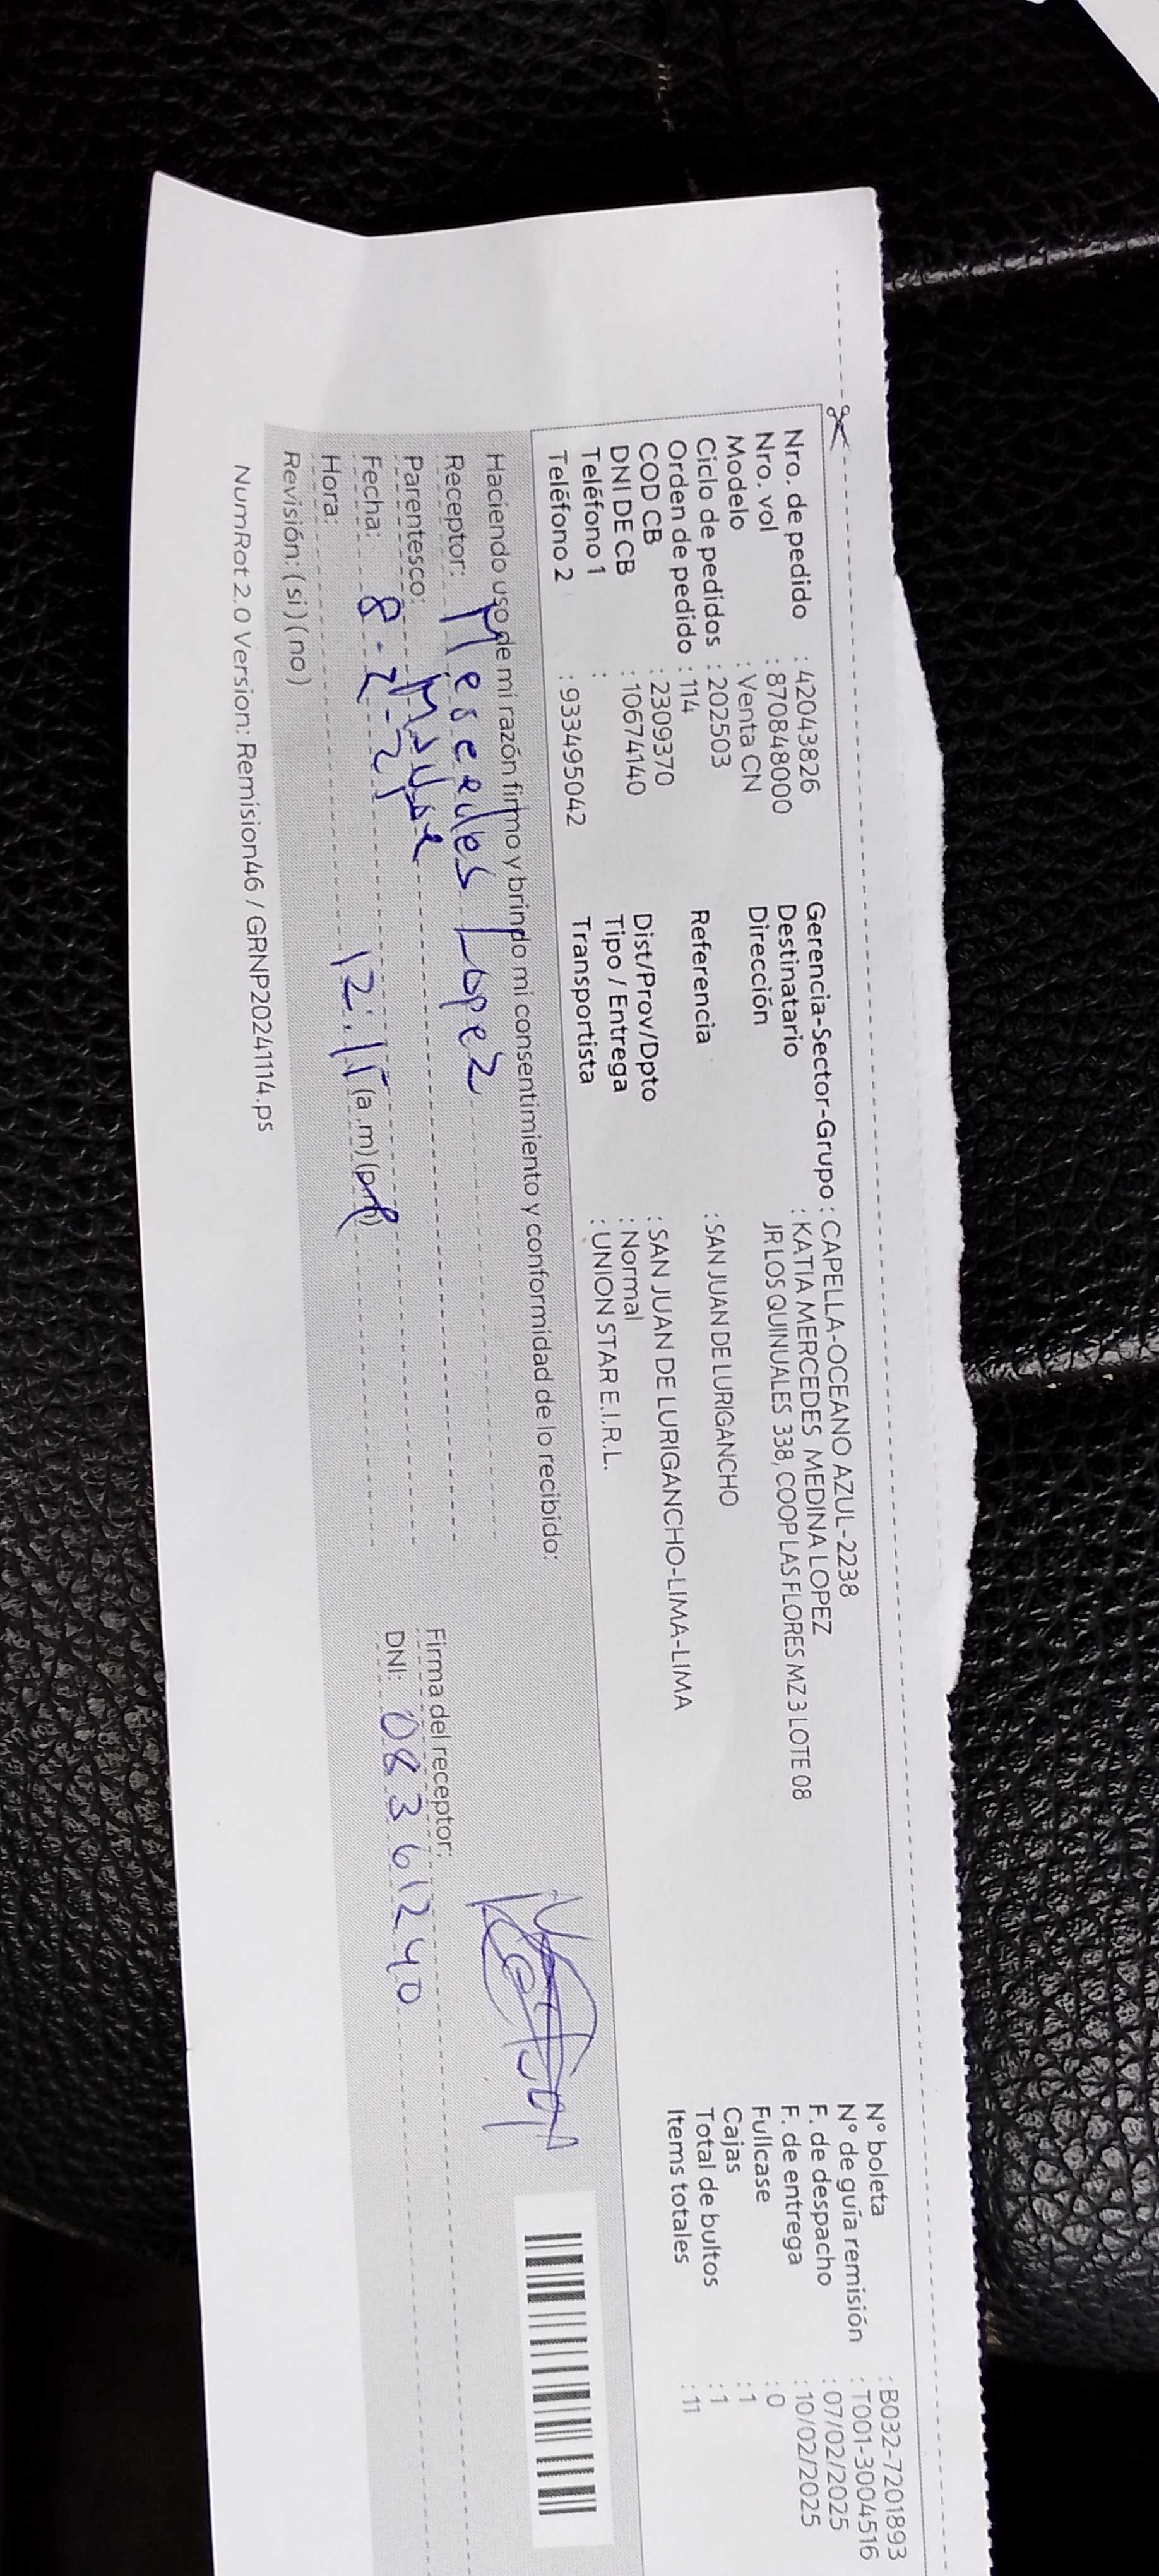 Nro. de pedido : 42043826
Nro. vol : 870848000
Modelo : Venta CN
Ciclo de pedidos : 202503
Orden de pedido : 114
COD CB : 2309370
DNI DE CB : 10674140
Teléfono 1 :
Teléfono 2 : 933495042
Gerencia-Sector-Grupo : CAPELLA-OCEANO AZUL-2238
Destinatario : KATIA MERCEDES MEDINA LOPEZ
Dirección JR LOS QUINUALES 338, COOP LAS FLORES MZ 3 LOTE 08
Referencia : SAN JUAN DE LURIGANCHO
Dist/Prov/Dpto : SAN JUAN DE LURIGANCHO-LIMA-LIMA
Tipo / Entrega : Normal
Transportista : UNION STAR E.I.R.L.
N° boleta : B032-7201893
N° de guía remisión : T001-3004516
F. de despacho : 07/02/2025
F. de entrega : 10/02/2025
Fullcase : 0
Cajas : 1
Total de bultos : 1
Items totales : 11
Haciendo uso de mi razón firmo y brindo mi consentimiento y conformidad de lo recibido:
Receptor: Mercedes Lopez
Parentesco:
Fecha: 8-2-25
Hora: 12.15 (a.m) (p.m)
Revisión: (si) (no)
Firma del receptor:
DNI: 08361240
NumRot 2.0 Version: Remision46 / GRNP20241114.ps